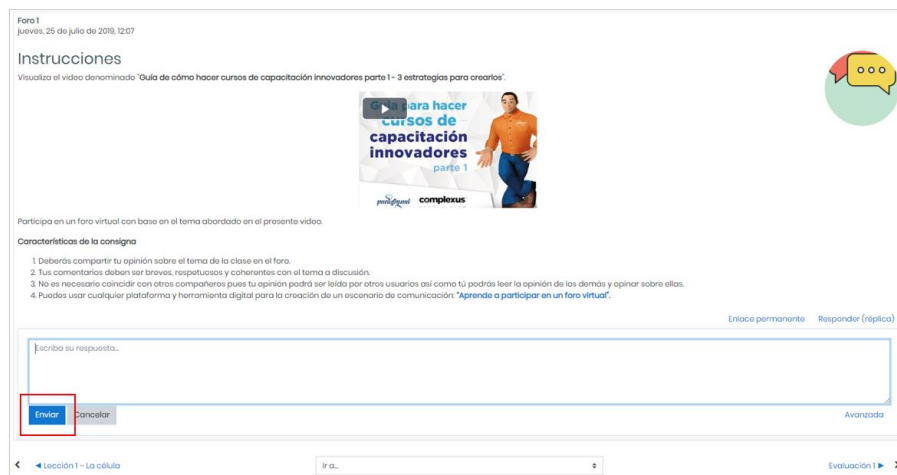 Foro 1
jueves, 25 de julio de 2019, 12:07
Instrucciones
Visualiza el video denominado "Guía de cómo hacer cursos de capacitación innovadores parte 1 - 3 estrategias para crearlos".
Guía para hacer
cursos de
capacitación
innovadores
parte 1
paradigma complexus
Participa en un foro virtual con base en el tema abordado en el presente video.
Características de la consigna
1. Deberás compartir tu opinión sobre el tema de la clase en el foro.
2. Tus comentarios deben ser breves, respetuosos y coherentes con el tema a discusión.
3. No es necesario coincidir con otros compañeros pues tu opinión podrá ser leída por otros usuarios así como tú podrás leer la opinión de los demás y opinar sobre ellas.
4. Puedes usar cualquier plataforma y herramienta digital para la creación de un escenario de comunicación: "Aprende a participar en un foro virtual".
Enlace permanente Responder (réplica)
Escriba su respuesta...
Enviar Cancelar Avanzada
◄ Lección 1 - La célula Ir a... Evaluación 1 ►